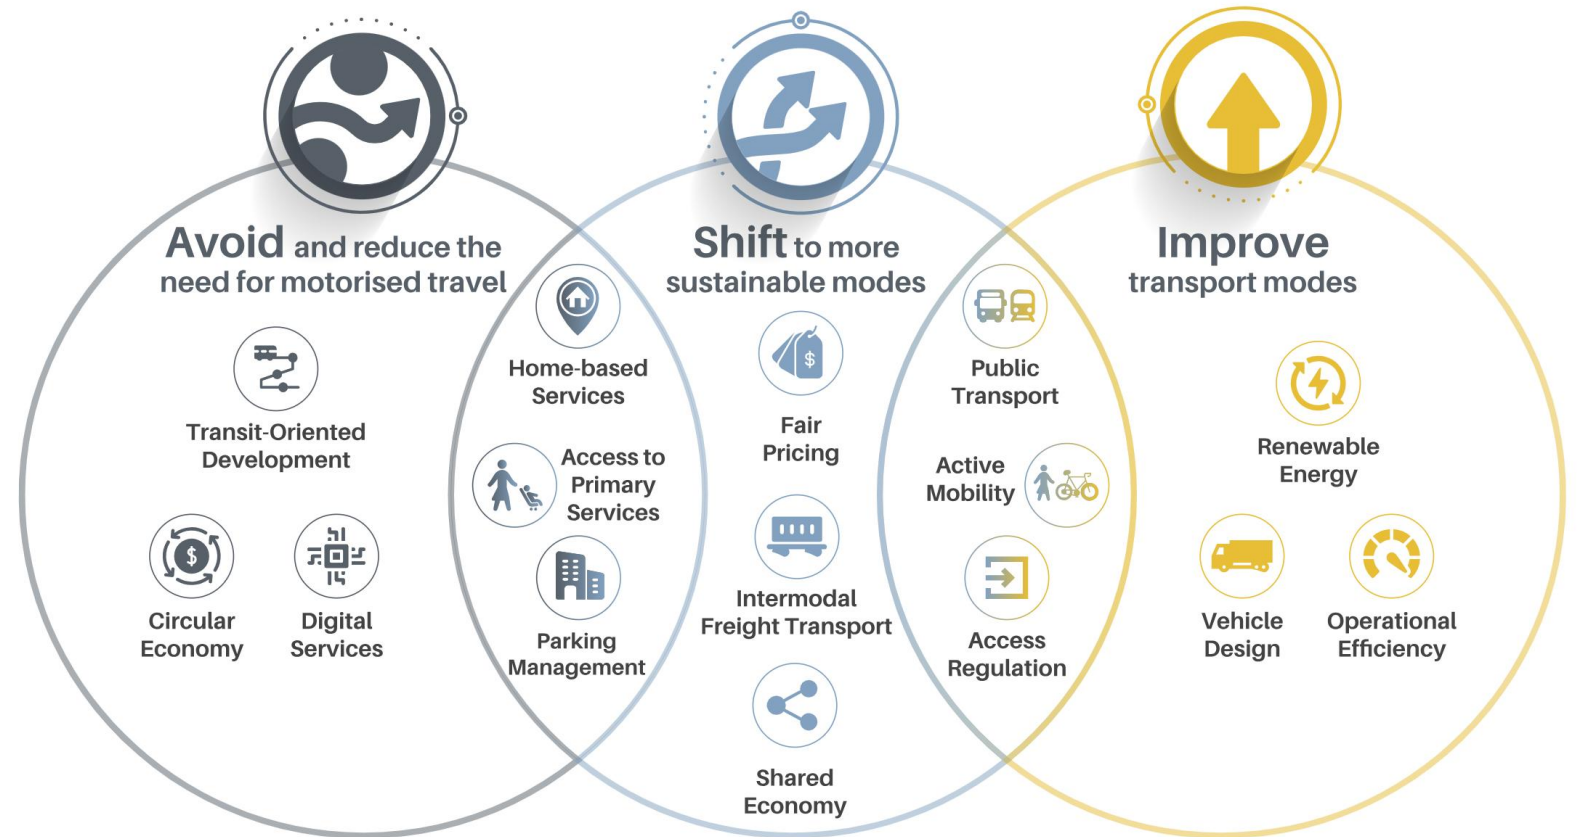 Avoid and reduce the
need for motorised travel
Transit-Oriented
Development
Circular
Economy
Digital
Services
Home-based
Services
Access to
Primary
Services
Parking
Management
Shift to more
sustainable modes
$
Fair
Pricing
Intermodal
Freight Transport
Shared
Economy
Public
Transport
Active
Mobility
Access
Regulation
Improve
transport modes
Renewable
Energy
Vehicle
Design
Operational
Efficiency
$